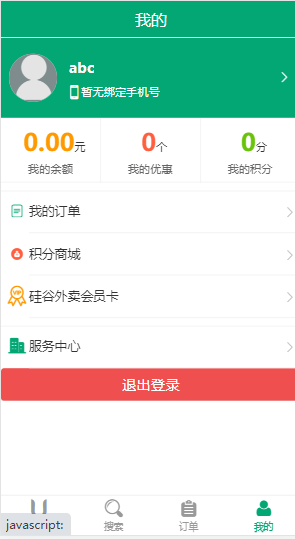 我的
abc
暂无绑定手机号
0.00元
0个
0分
我的余额
我的优惠
我的积分
我的订单
积分商城
VIP
硅谷外卖会员卡
服务中心
退出登录
搜索
订单
我的
javascript: